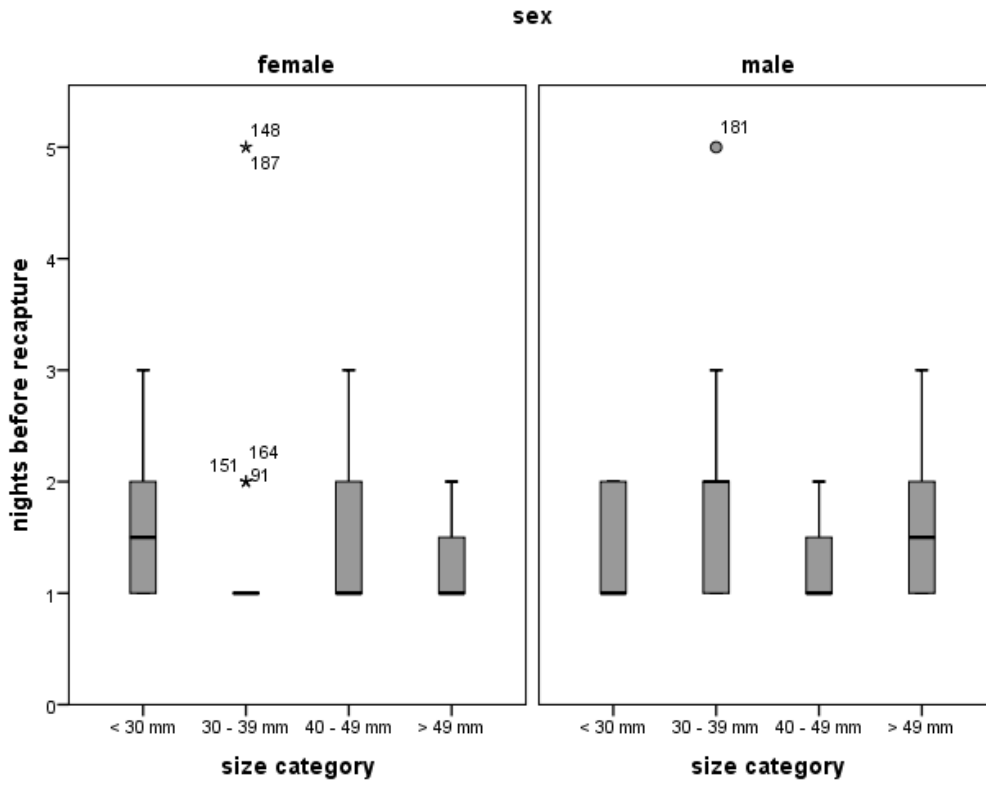 sex
female
male
148
187
181
5
4
3
2
1
0
164
151
91
nights before recapture
< 30 mm
30 - 39 mm
40 - 49 mm
> 49 mm
< 30 mm
30 - 39 mm
40 - 49 mm
> 49 mm
size category
size category